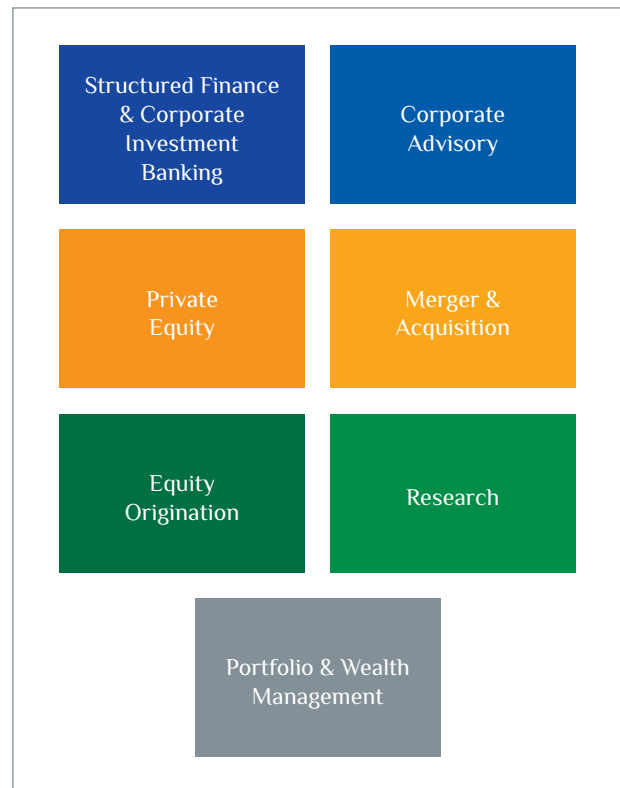 Structured Finance
& Corporate
Investment
Banking
Corporate
Advisory
Private
Equity
Merger &
Acquisition
Equity
Origination
Research
Portfolio & Wealth
Management